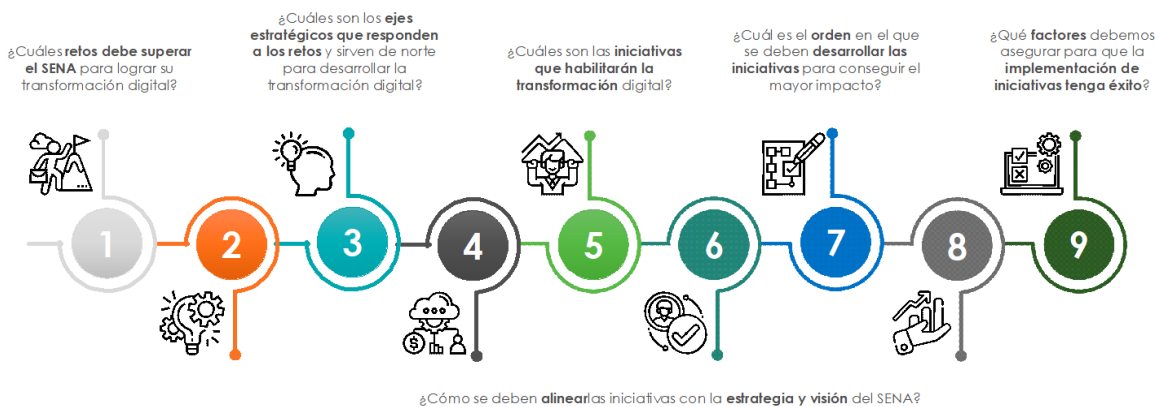 ¿Cuáles retos debe superar
el SENA para lograr su
transformación digital?
¿Cuáles son los ejes
estratégicos que responden
a los retos y sirven de norte
para desarrollar la
transformación digital?
¿Cuáles son las iniciativas
que habilitarán la
transformación digital?
¿Cuál es el orden en el que
se deben desarrollar las
iniciativas para conseguir el
mayor impacto?
¿Qué factores debemos
asegurar para que la
implementación de
iniciativas tenga éxito?
1
2
3
4
5
6
7
8
9
$
¿Cómo se deben alinearlas iniciativas con la estrategia y visión del SENA?